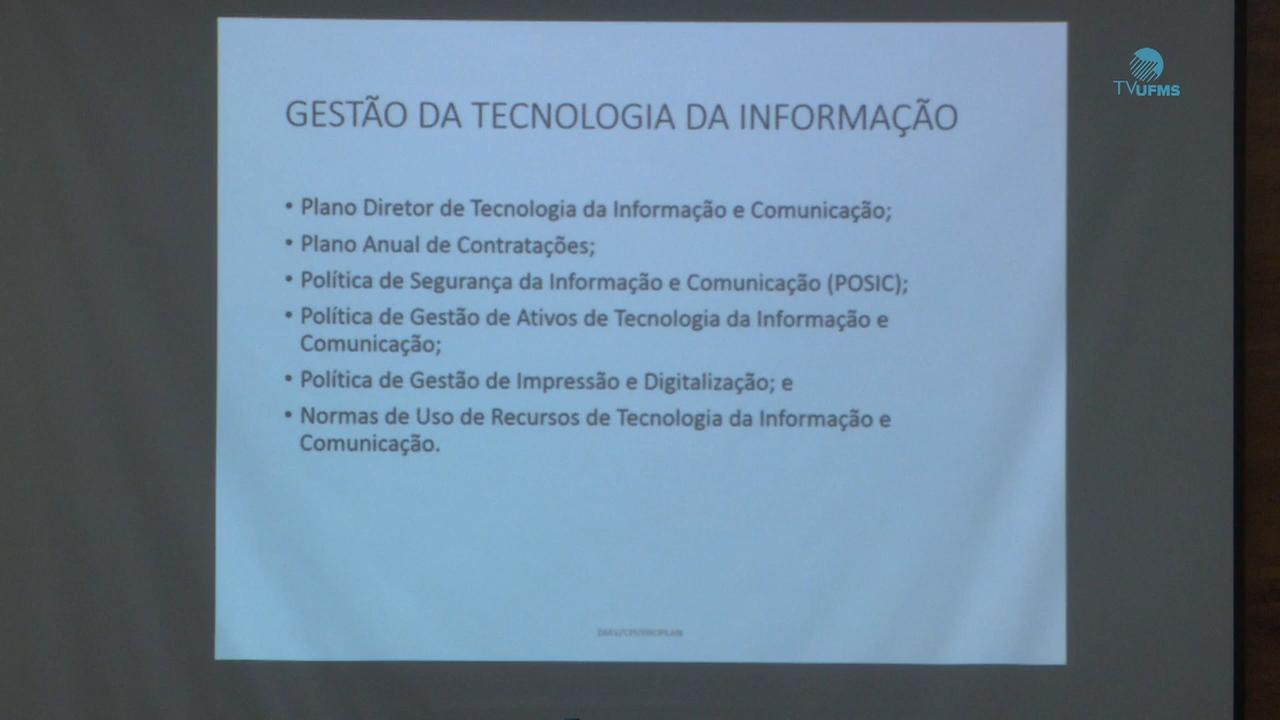 TVUFMS
GESTÃO DA TECNOLOGIA DA INFORMAÇÃO
• Plano Diretor de Tecnologia da Informação e Comunicação;
• Plano Anual de Contratações;
• Política de Segurança da Informação e Comunicação (POSIC);
• Política de Gestão de Ativos de Tecnologia da Informação e
Comunicação;
• Política de Gestão de Impressão e Digitalização; e
• Normas de Uso de Recursos de Tecnologia da Informação e
Comunicação.